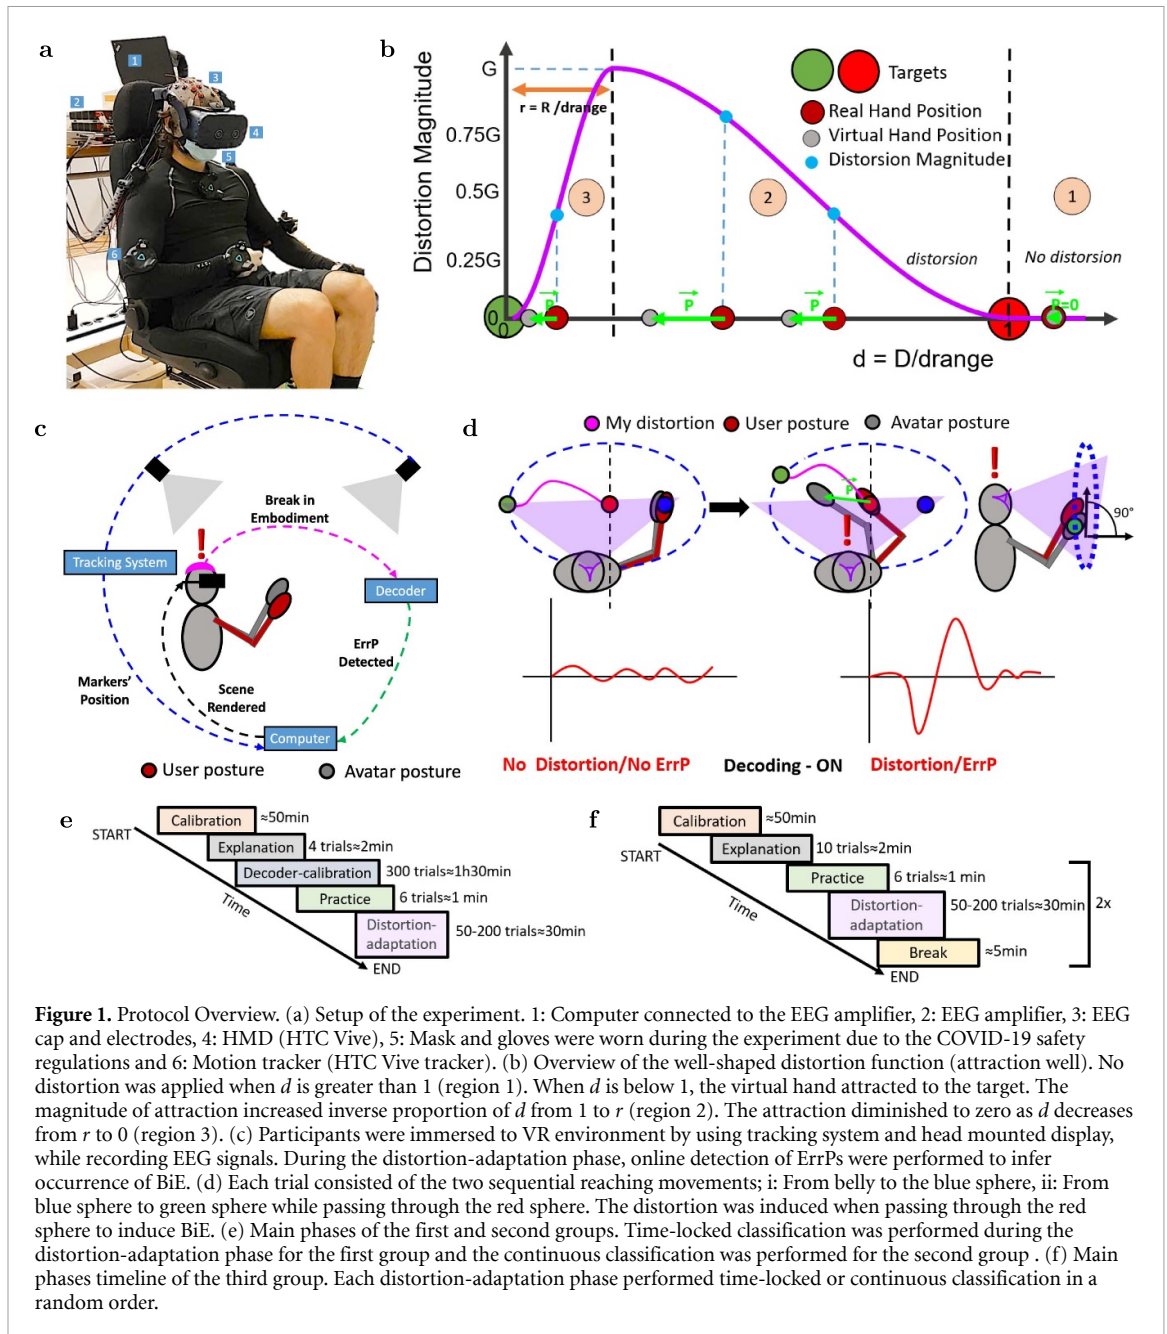 a
1
2
3
4
5
6
b
Distortion Magnitude
G
0.75G
0.5G
0.25G
0
0
r = R /drange
Targets
Real Hand Position
Virtual Hand Position
Distorsion Magnitude
3
2
1
distorsion
No distorsion
P
P
P
P=0
1
d = D/drange
c
Break in
Embodiment
Tracking System
!
Decoder
ErrP
Detected
Markers'
Position
Scene
Rendered
Computer
User posture
Avatar posture
d
My distortion
User posture
Avatar posture
P
!
!
90°
No Distortion/No ErrP
Decoding - ON
Distortion/ErrP
e
START
Calibration
≈50min
Explanation
4 trials≈2min
Decoder-calibration
300 trials≈1h30min
Practice
6 trials≈1 min
Time
Distortion-
adaptation
50-200 trials≈30min
END
f
START
Calibration
≈50min
Explanation
10 trials≈2min
Practice
6 trials≈1 min
Time
Distortion-
adaptation
50-200 trials≈30min
2x
Break
≈5min
END
Figure 1. Protocol Overview. (a) Setup of the experiment. 1: Computer connected to the EEG amplifier, 2: EEG amplifier, 3: EEG
cap and electrodes, 4: HMD (HTC Vive), 5: Mask and gloves were worn during the experiment due to the COVID-19 safety
regulations and 6: Motion tracker (HTC Vive tracker). (b) Overview of the well-shaped distortion function (attraction well). No
distortion was applied when d is greater than 1 (region 1). When d is below 1, the virtual hand attracted to the target. The
magnitude of attraction increased inverse proportion of d from 1 to r (region 2). The attraction diminished to zero as d decreases
from r to 0 (region 3). (c) Participants were immersed to VR environment by using tracking system and head mounted display,
while recording EEG signals. During the distortion-adaptation phase, online detection of ErrPs were performed to infer
occurrence of BiE. (d) Each trial consisted of the two sequential reaching movements; i: From belly to the blue sphere, ii: From
blue sphere to green sphere while passing through the red sphere. The distortion was induced when passing through the red
sphere to induce BiE. (e) Main phases of the first and second groups. Time-locked classification was performed during the
distortion-adaptation phase for the first group and the continuous classification was performed for the second group . (f) Main
phases timeline of the third group. Each distortion-adaptation phase performed time-locked or continuous classification in a
random order.